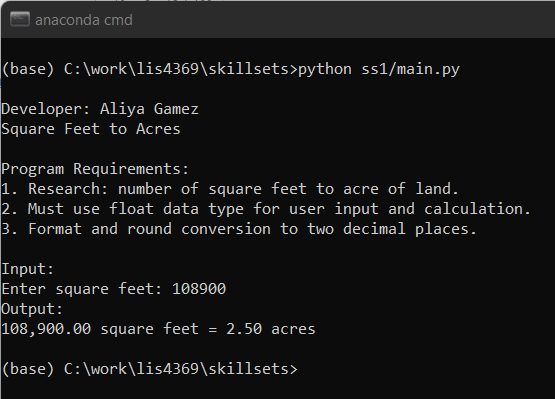 anaconda cmd
(base) C:\work\lis4369\skillsets>python ss1/main.py
Developer: Aliya Gamez
Square Feet to Acres
Program Requirements:
1. Research: number of square feet to acre of land.
2. Must use float data type for user input and calculation.
3. Format and round conversion to two decimal places.
Input:
Enter square feet: 108900
Output:
108,900.00 square feet = 2.50 acres
(base) C:\work\lis4369\skillsets>